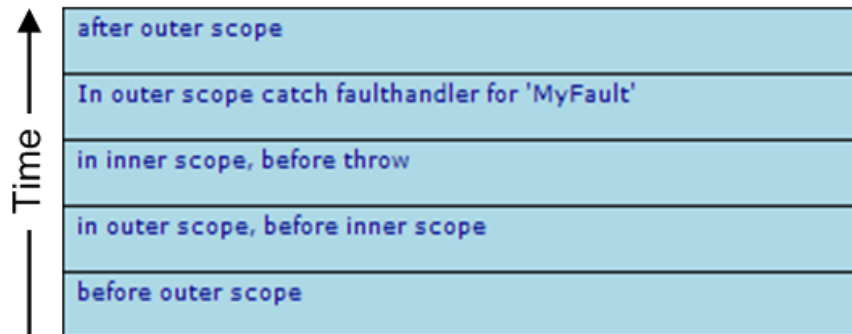 Time
after outer scope
In outer scope catch faulthandler for 'MyFault'
in inner scope, before throw
in outer scope, before inner scope
before outer scope